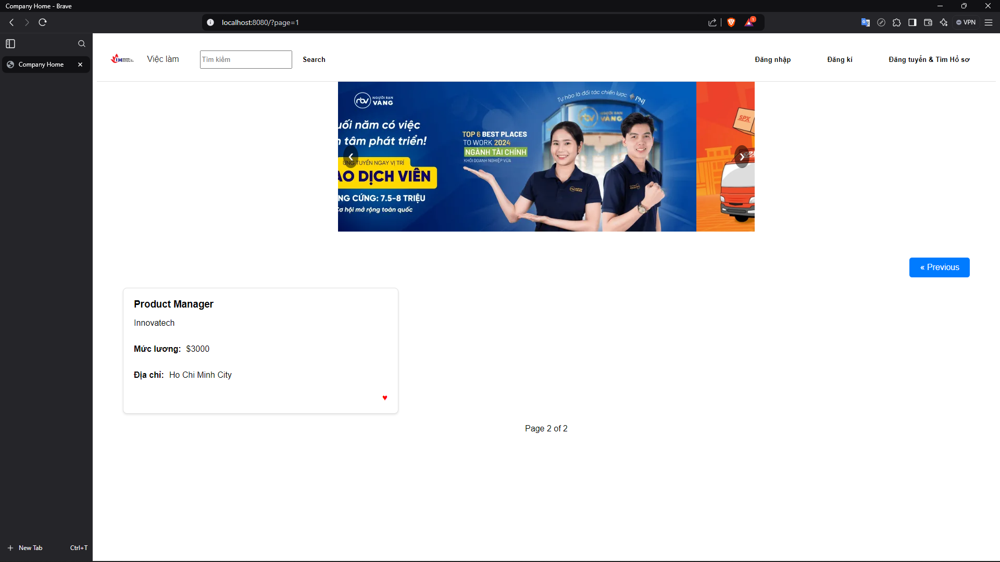 Company Home - Brave
localhost:8080/?page=1
1
VPN
Company Home
IH
Việc làm
Tìm kiếm
Search
Đăng nhập
Đăng kí
Đăng tuyển & Tìm Hồ sơ
nbv NGƯỜI BẠN
VÀNG
Tự hào là đối tác chiến lược PNJ
NGƯỜI BẠN
VÀNG
uối năm có việc
n tâm phát triển!
ỨNG TUYỂN NGAY VỊ TRÍ
AO DỊCH VIÊN
NG CỨNG: 7.5-8 TRIỆU
Cơ hội mở rộng toàn quốc
TOP 6 BEST PLACES
TO WORK 2024
NGÀNH TÀI CHÍNH
KHỐI DOANH NGHIỆP VỪA
SPX
« Previous
Product Manager
Innovatech
Mức lương: $3000
Địa chỉ: Ho Chi Minh City
♥
Page 2 of 2
New Tab Ctrl+T